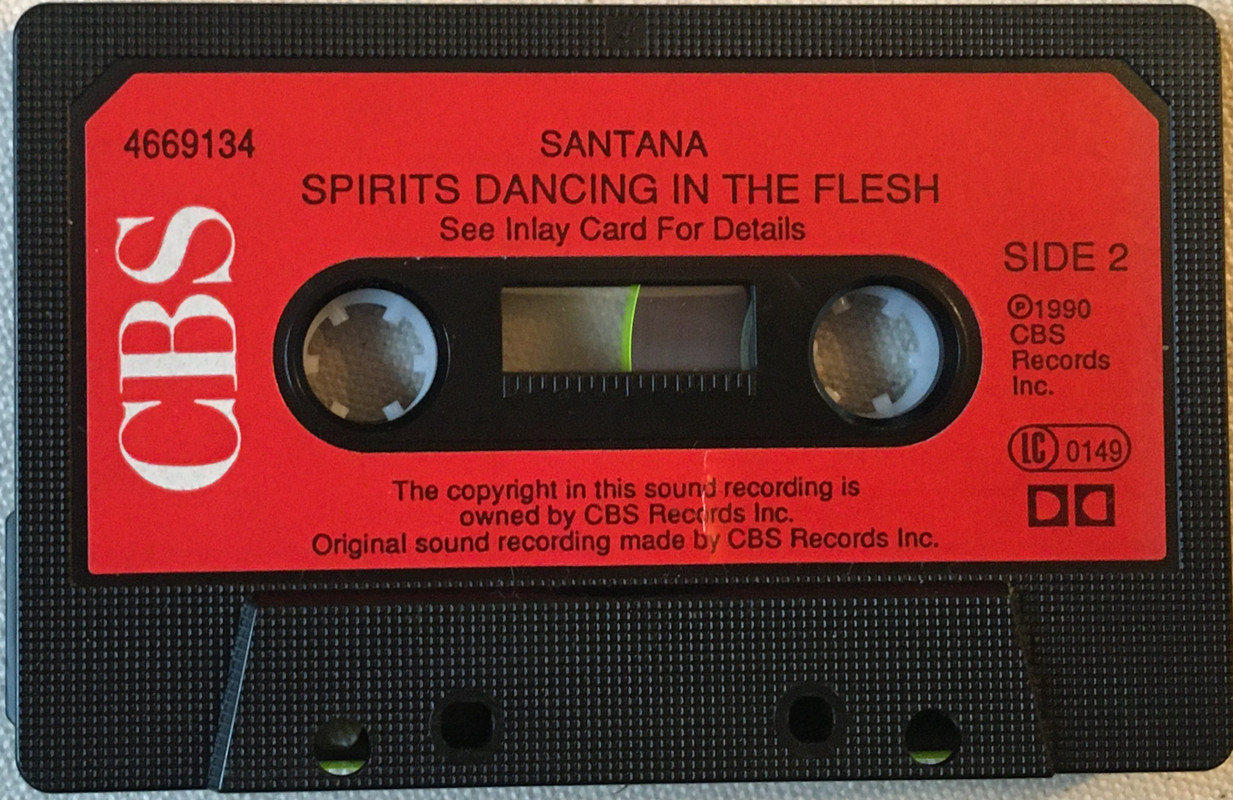 4669134
SANTANA
SPIRITS DANCING IN THE FLESH
See Inlay Card For Details
CBS
SIDE 2
℗1990
CBS
Records
Inc.
LC 0149
The copyright in this sound recording is
owned by CBS Records Inc.
Original sound recording made by CBS Records Inc.